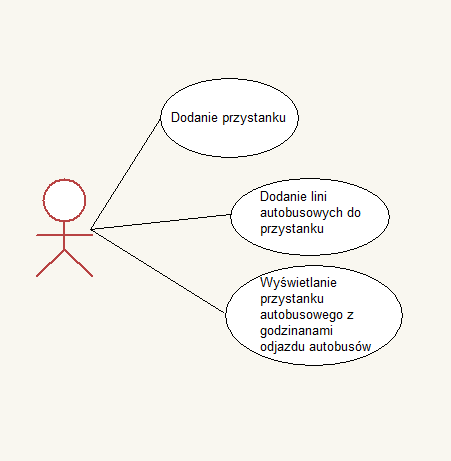 Dodanie przystanku
Dodanie lini
autobusowych do
przystanku
Wyświetlanie
przystanku
autobusowego z
godzinanami
odjazdu autobusów